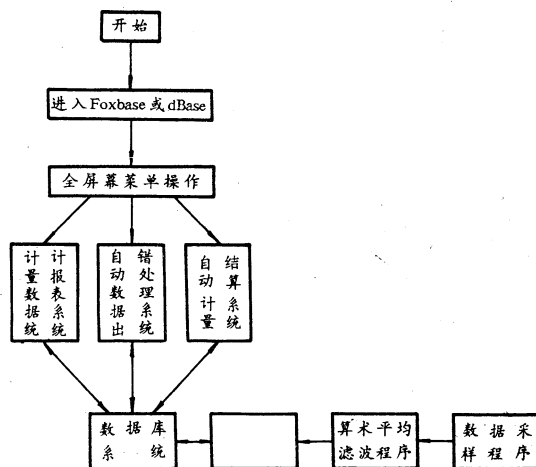 开始
进入Foxbase或dBase
全屏幕菜单操作
计量数据统
计报表系统
自动数据出
错处理系统
自动计量
结算系统
数据库
系统
算术平均
滤波程序
数据采
样程序